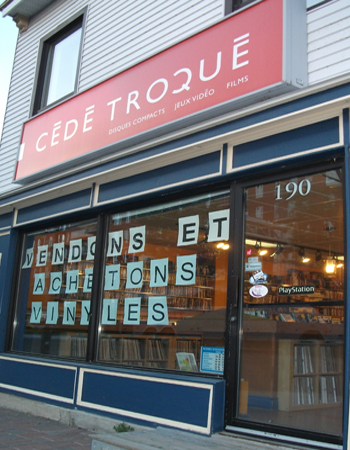 CÉDÉ TROQUÉ
DISQUES COMPACTS JEUX VIDÉO FILMS
190
VENDONS ET
ACHETONS
VINYLES
PlayStation